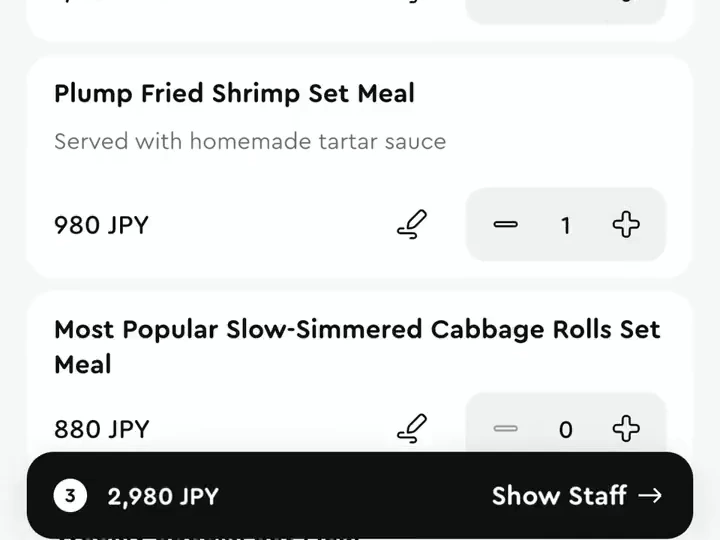 Plump Fried Shrimp Set Meal
Served with homemade tartar sauce
980 JPY
1
Most Popular Slow-Simmered Cabbage Rolls Set
Meal
880 JPY
0
3 2,980 JPY Show Staff →